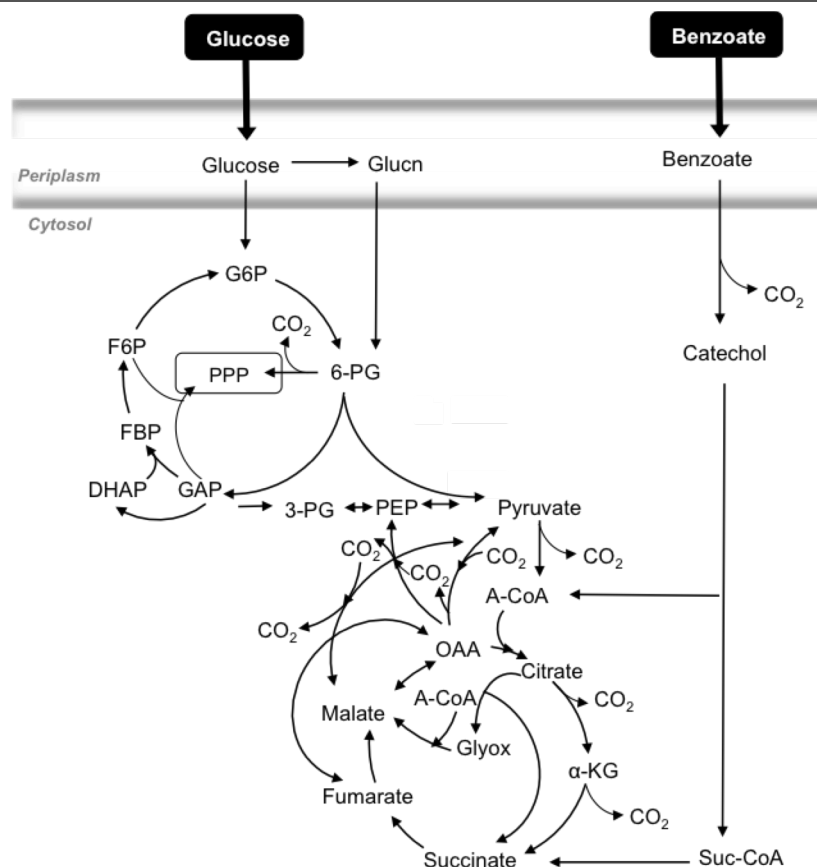 Glucose
Benzoate
Glucose
Glucn
Benzoate
Periplasm
Cytosol
G6P
CO2
CO2
F6P
PPP
6-PG
Catechol
FBP
DHAP
GAP
3-PG
PEP
Pyruvate
CO2
CO2
CO2
CO2
A-CoA
CO2
OAA
Citrate
A-CoA
CO2
Malate
Glyox
α-KG
Fumarate
CO2
Succinate
Suc-CoA